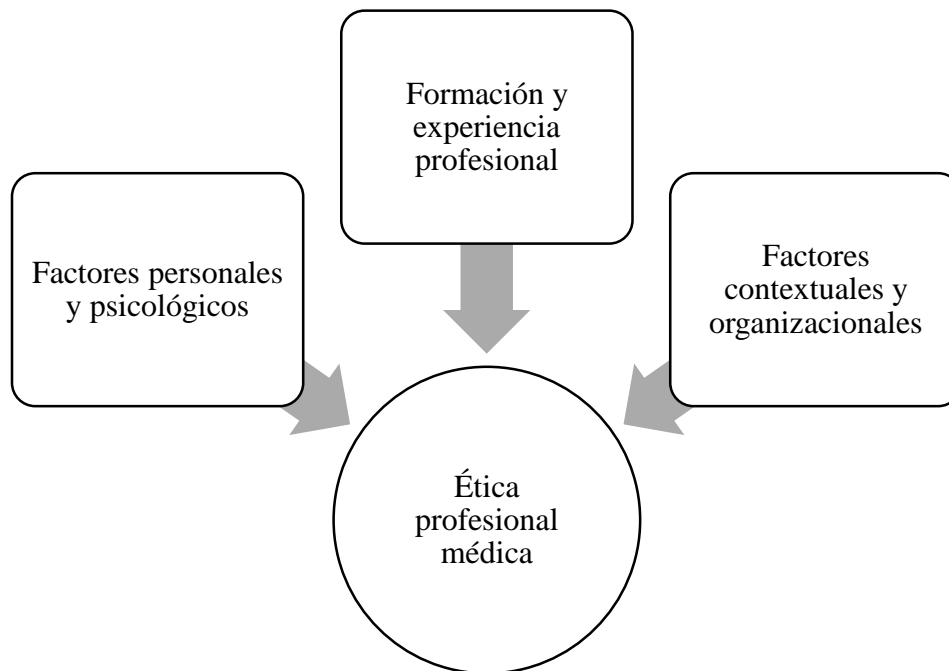 Formación y
experiencia
profesional
Factores personales
y psicológicos
Factores
contextuales y
organizacionales
Ética
profesional
médica